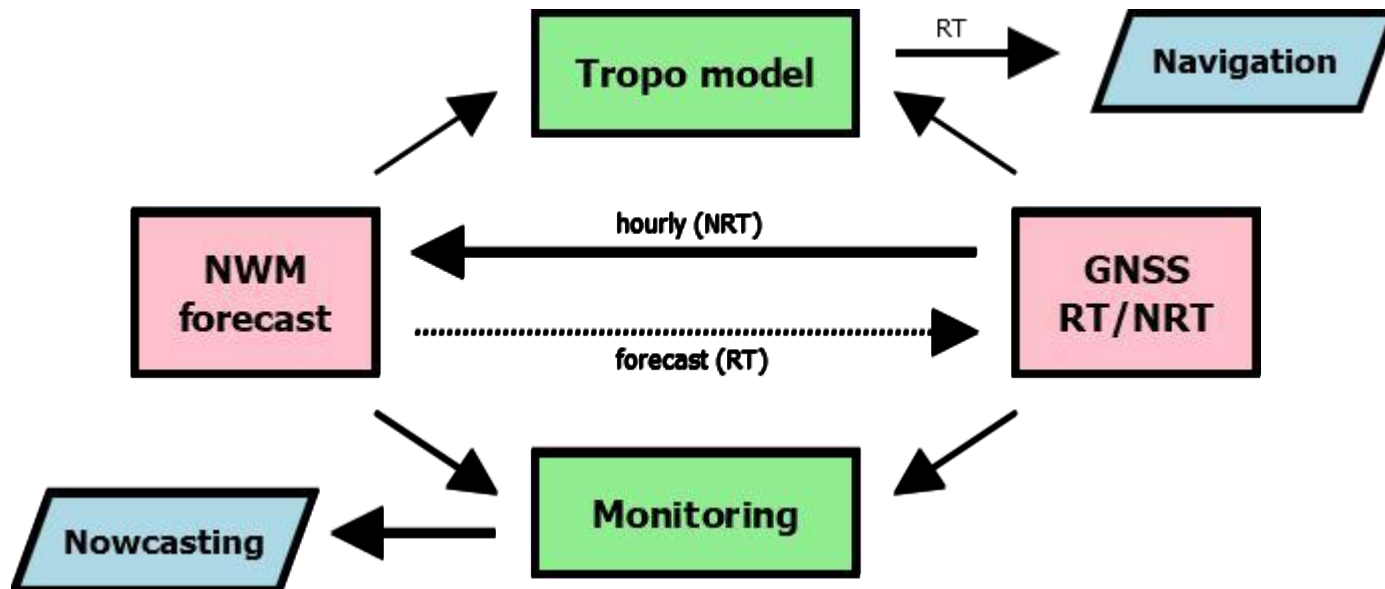 RT
Tropo model
Navigation
hourly (NRT)
NWM
forecast
GNSS
RT/NRT
forecast (RT)
Monitoring
Nowcasting